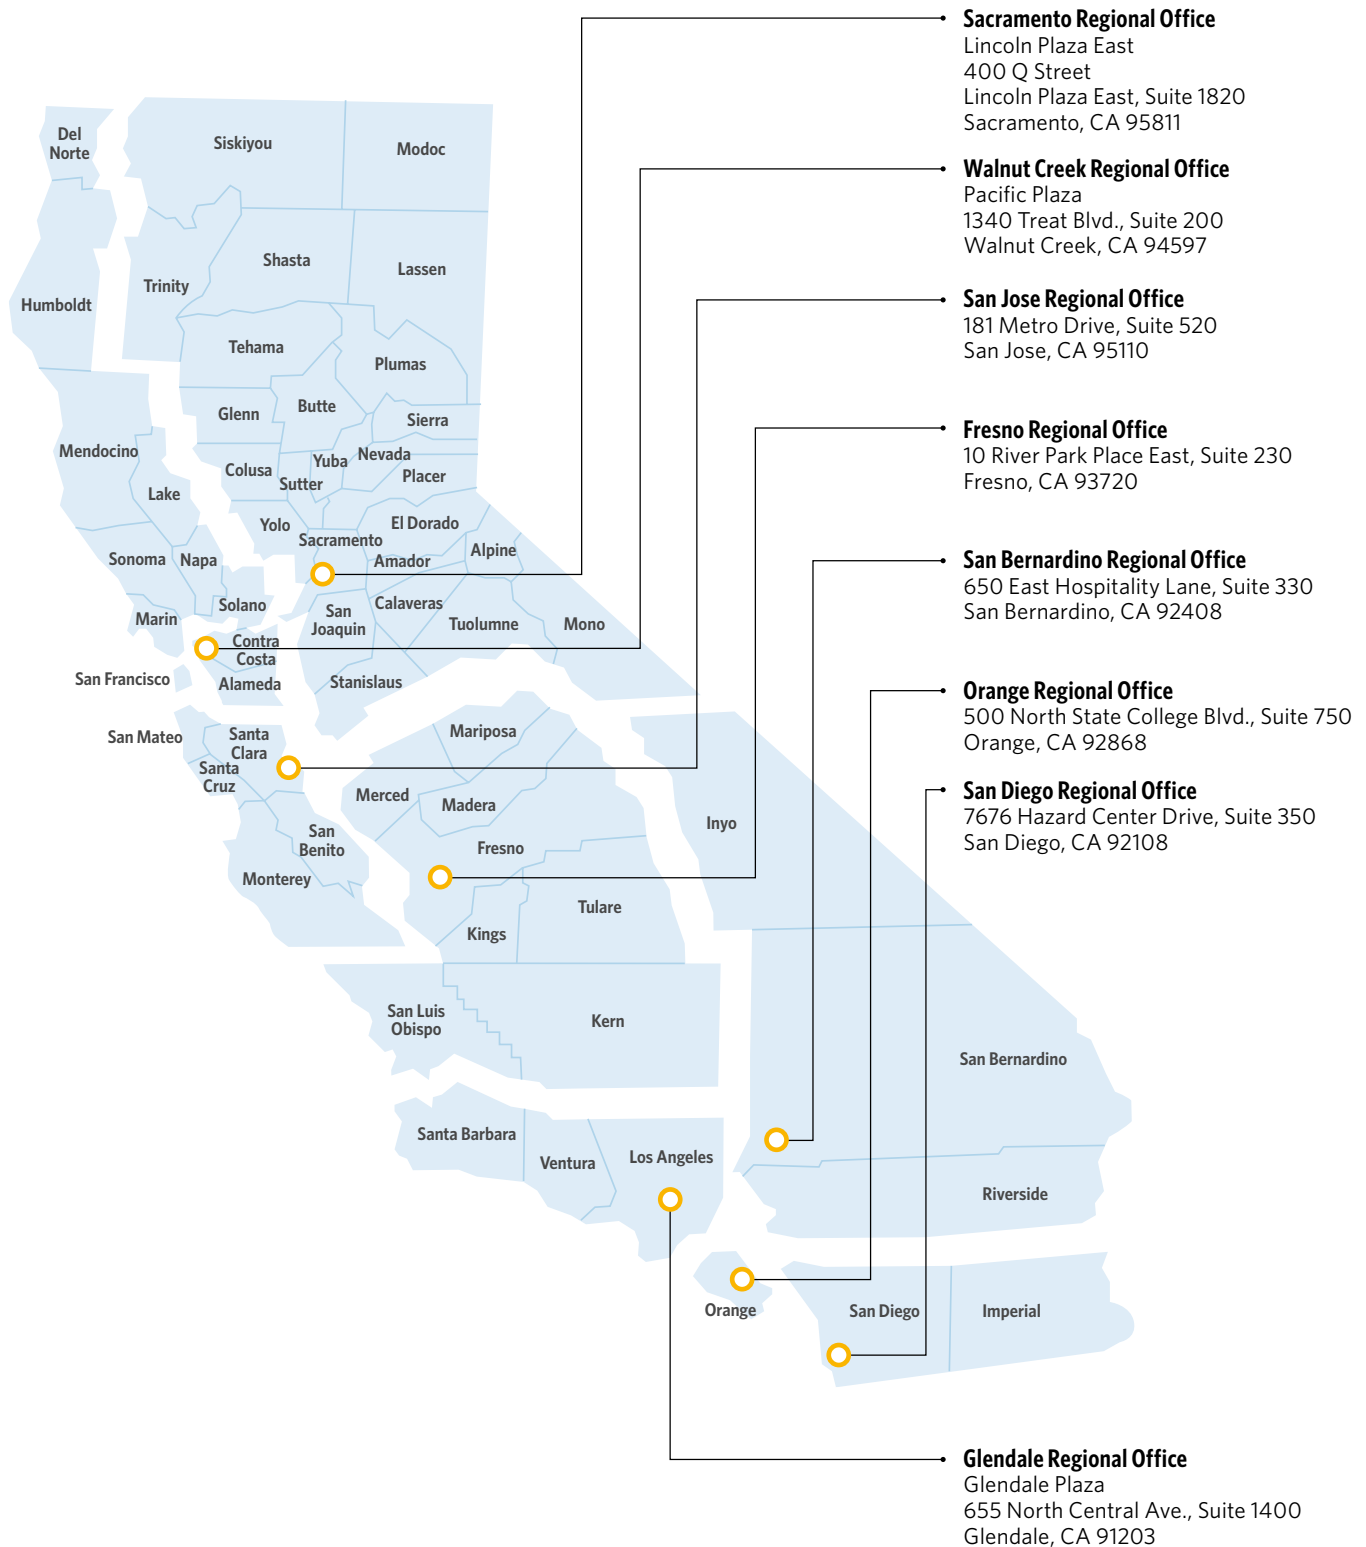 Sacramento Regional Office
Lincoln Plaza East
400 Q Street
Lincoln Plaza East, Suite 1820
Sacramento, CA 95811
Walnut Creek Regional Office
Pacific Plaza
1340 Treat Blvd., Suite 200
Walnut Creek, CA 94597
San Jose Regional Office
181 Metro Drive, Suite 520
San Jose, CA 95110
Fresno Regional Office
10 River Park Place East, Suite 230
Fresno, CA 93720
San Bernardino Regional Office
650 East Hospitality Lane, Suite 330
San Bernardino, CA 92408
Orange Regional Office
500 North State College Blvd., Suite 750
Orange, CA 92868
San Diego Regional Office
7676 Hazard Center Drive, Suite 350
San Diego, CA 92108
Glendale Regional Office
Glendale Plaza
655 North Central Ave., Suite 1400
Glendale, CA 91203
Del
Norte
Siskiyou
Modoc
Humboldt
Trinity
Shasta
Lassen
Tehama
Plumas
Glenn
Butte
Sierra
Mendocino
Colusa
Yuba
Nevada
Sutter
Placer
Lake
Yolo
El Dorado
Sacramento
Alpine
Sonoma
Napa
Amador
Solano
Calaveras
Marin
San
Joaquin
Tuolumne
Mono
Contra
Costa
San Francisco
Alameda
Stanislaus
San Mateo
Santa
Clara
Santa
Cruz
Mariposa
Merced
Madera
Inyo
San
Benito
Fresno
Monterey
Tulare
Kings
San Luis
Obispo
Kern
San Bernardino
Santa Barbara
Ventura
Los Angeles
Riverside
Orange
San Diego
Imperial